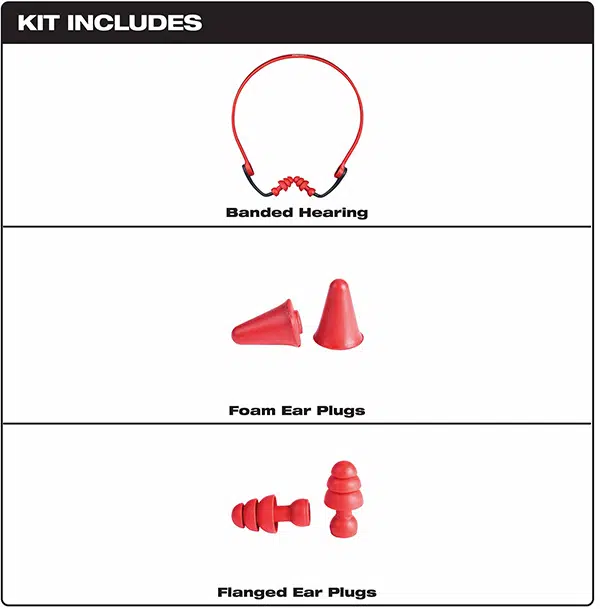 KIT INCLUDES
Banded Hearing
Foam Ear Plugs
Flanged Ear Plugs